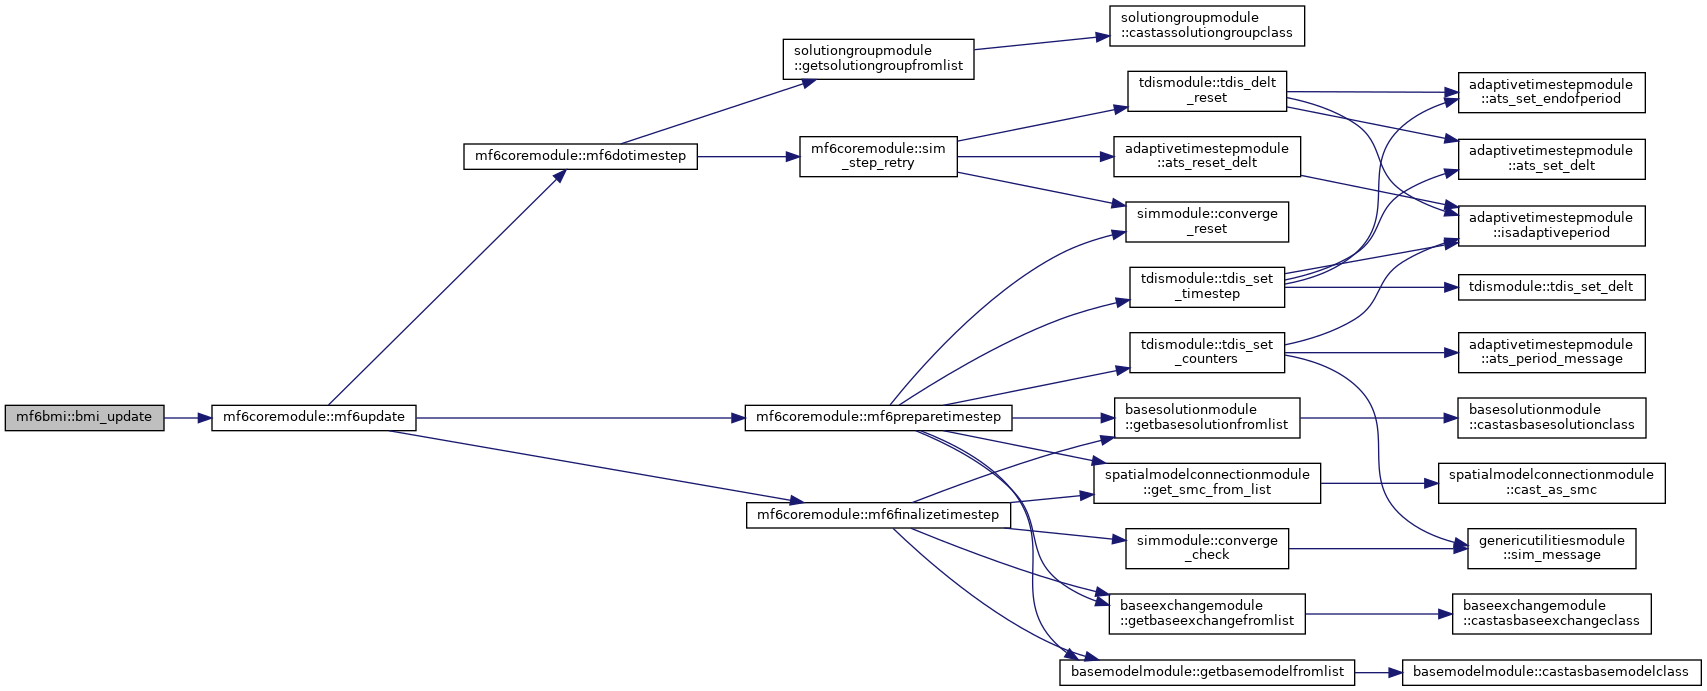 mf6bmi::bmi_update
mf6coremodule::mf6update
mf6coremodule::mf6dotimestep
mf6coremodule::mf6preparetimestep
mf6coremodule::mf6finalizetimestep
solutiongroupmodule
::getsolutiongroupfromlist
mf6coremodule::sim
_step_retry
solutiongroupmodule
::castassolutiongroupclass
tdismodule::tdis_delt
_reset
adaptivetimestepmodule
::ats_reset_delt
simmodule::converge
_reset
tdismodule::tdis_set
_timestep
tdismodule::tdis_set
_counters
basesolutionmodule
::getbasesolutionfromlist
spatialmodelconnectionmodule
::get_smc_from_list
simmodule::converge
_check
baseexchangemodule
::getbaseexchangefromlist
basemodelmodule::getbasemodelfromlist
adaptivetimestepmodule
::ats_set_endofperiod
adaptivetimestepmodule
::ats_set_delt
adaptivetimestepmodule
::isadaptiveperiod
tdismodule::tdis_set_delt
adaptivetimestepmodule
::ats_period_message
basesolutionmodule
::castasbasesolutionclass
spatialmodelconnectionmodule
::cast_as_smc
genericutilitiesmodule
::sim_message
baseexchangemodule
::castasbaseexchangeclass
basemodelmodule::castasbasemodelclass